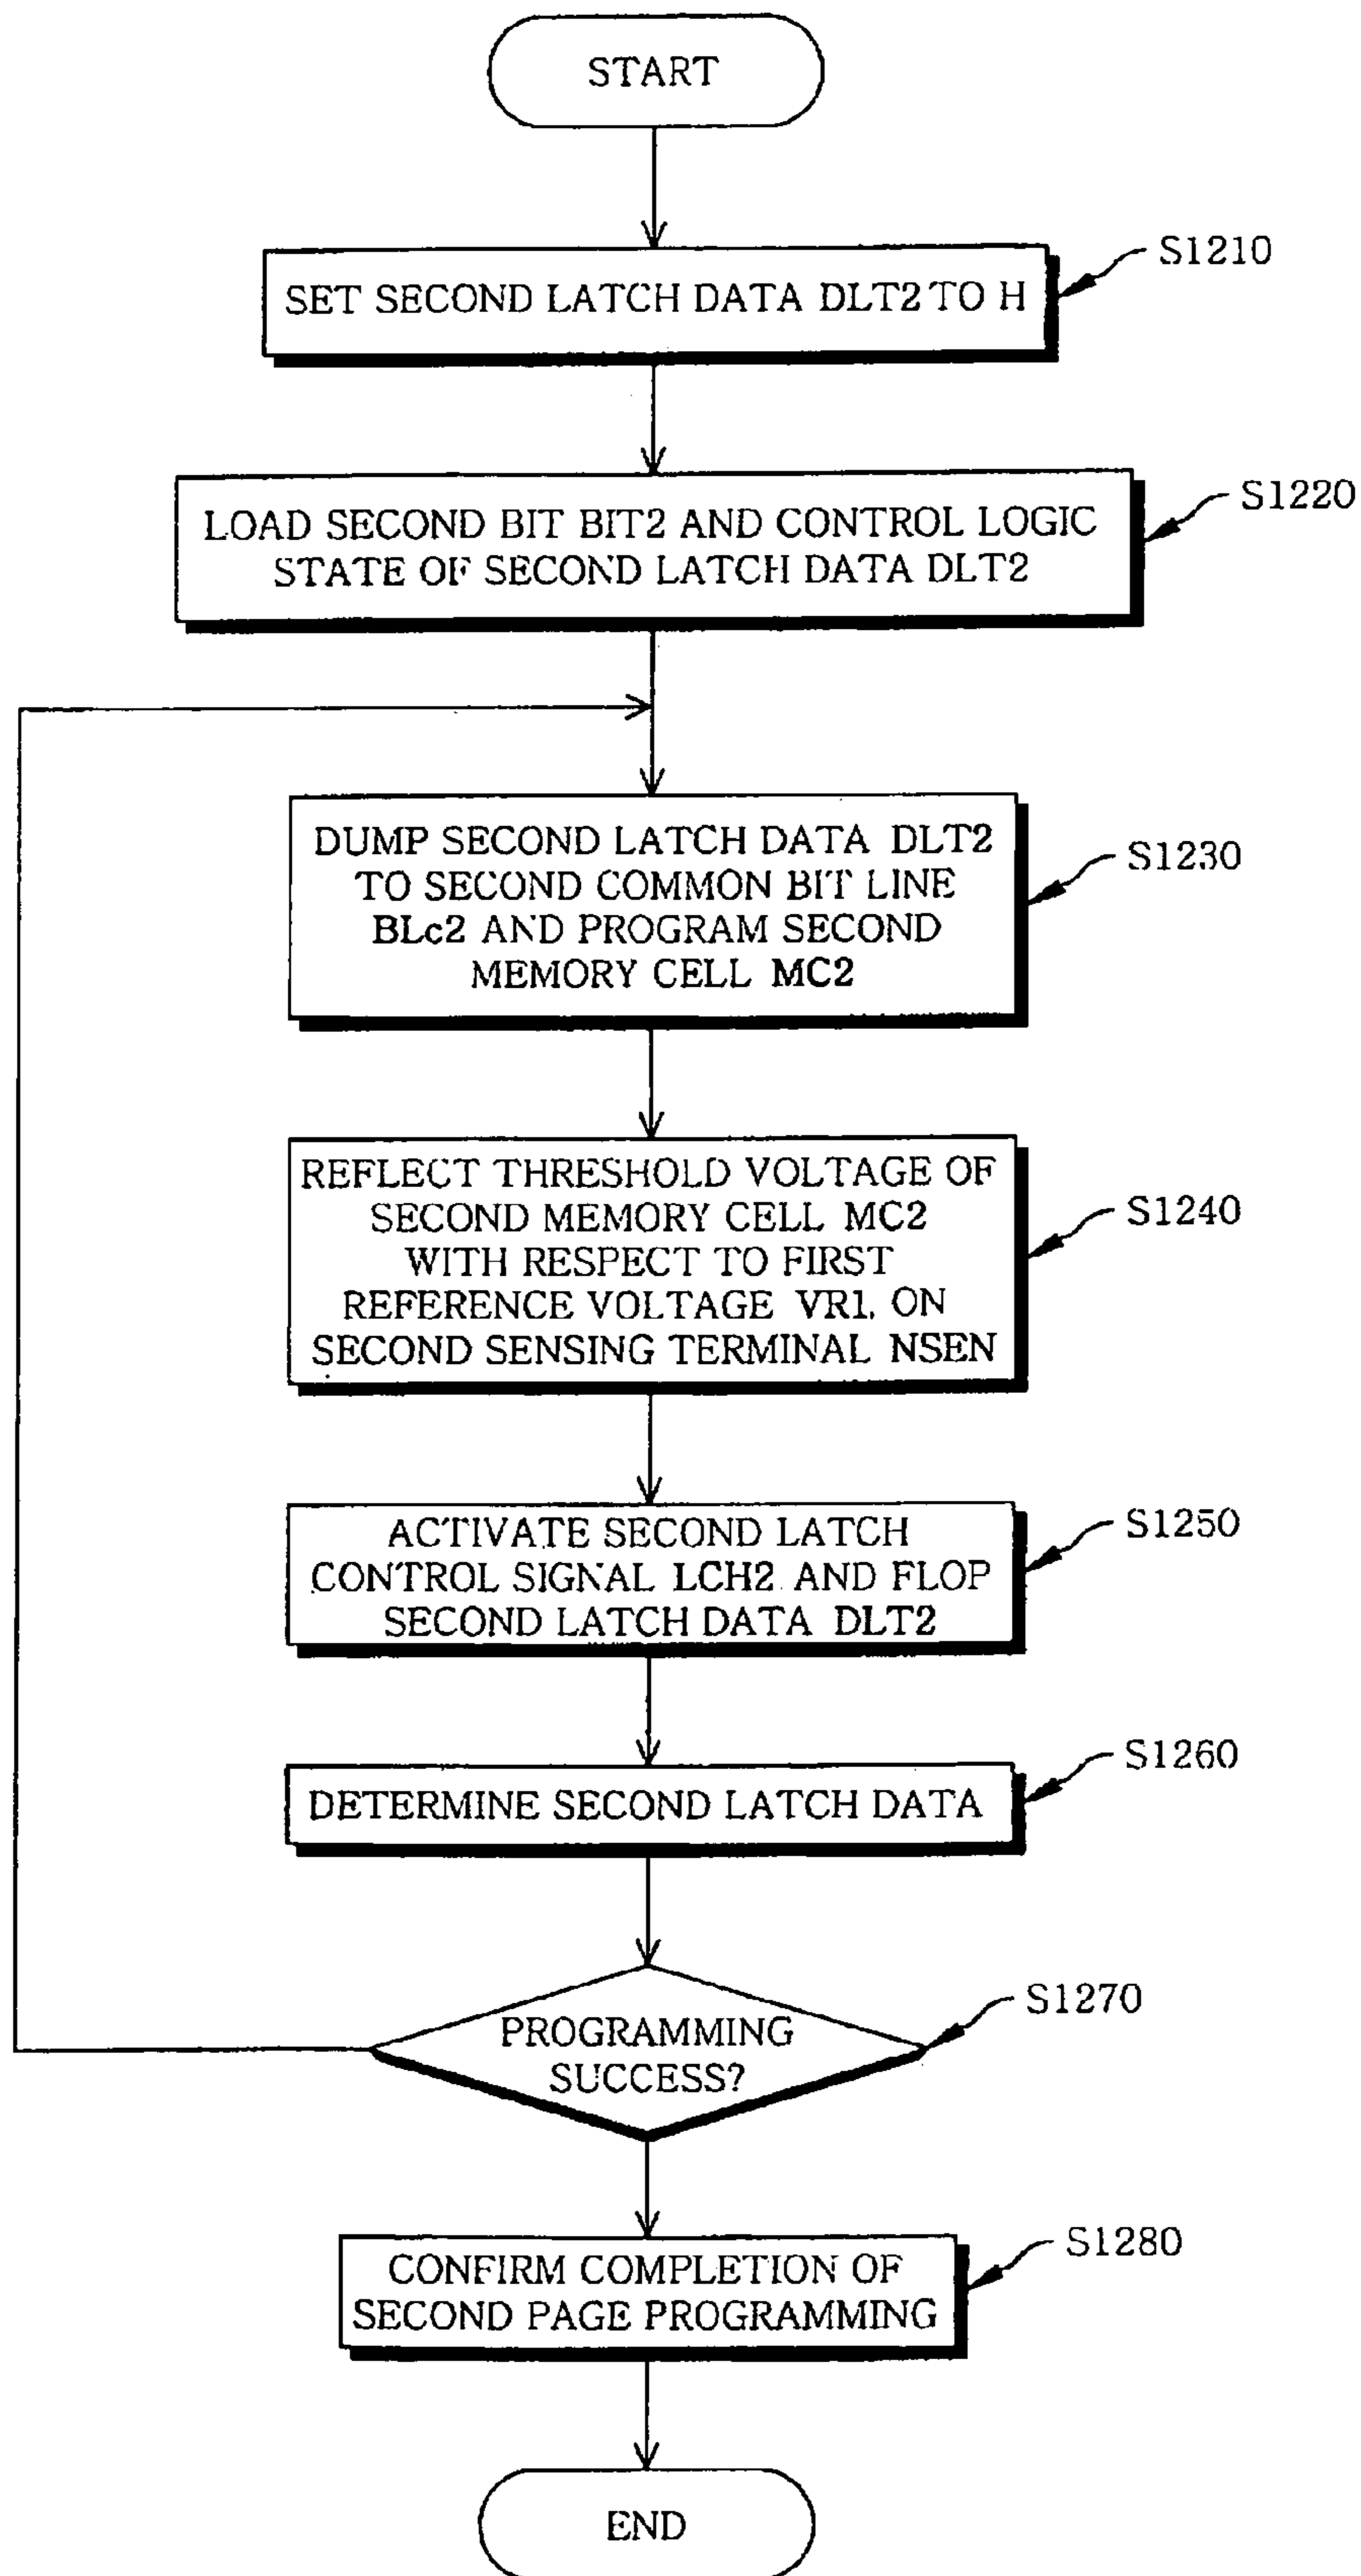 START
S1210
SET SECOND LATCH DATA DLT2 TO H
S1220
LOAD SECOND BIT BIT2 AND CONTROL LOGIC
STATE OF SECOND LATCH DATA DLT2
S1230
DUMP SECOND LATCH DATA DLT2
TO SECOND COMMON BIT LINE
BLc2 AND PROGRAM SECOND
MEMORY CELL MC2
S1240
REFLECT THRESHOLD VOLTAGE OF
SECOND MEMORY CELL MC2
WITH RESPECT TO FIRST
REFERENCE VOLTAGE VR1, ON
SECOND SENSING TERMINAL NSEN
S1250
ACTIVATE SECOND LATCH
CONTROL SIGNAL LCH2 AND FLOP
SECOND LATCH DATA DLT2
S1260
DETERMINE SECOND LATCH DATA
S1270
PROGRAMMING
SUCCESS?
S1280
CONFIRM COMPLETION OF
SECOND PAGE PROGRAMMING
END